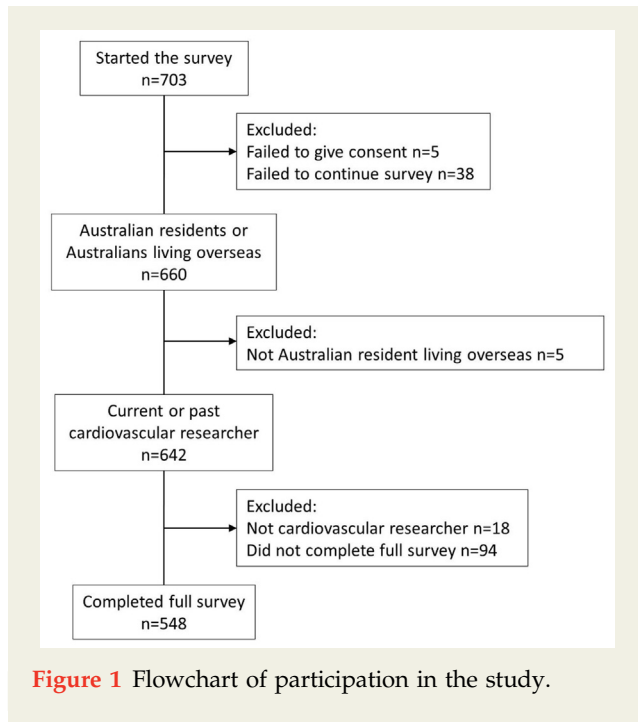 Started the survey
n=703
Excluded:
Failed to give consent n=5
Failed to continue survey n=38
Australian residents or
Australians living overseas
n=660
Excluded:
Not Australian resident living overseas n=5
Current or past
cardiovascular researcher
n=642
Excluded:
Not cardiovascular researcher n=18
Did not complete full survey n=94
Completed full survey
n=548
Figure 1 Flowchart of participation in the study.